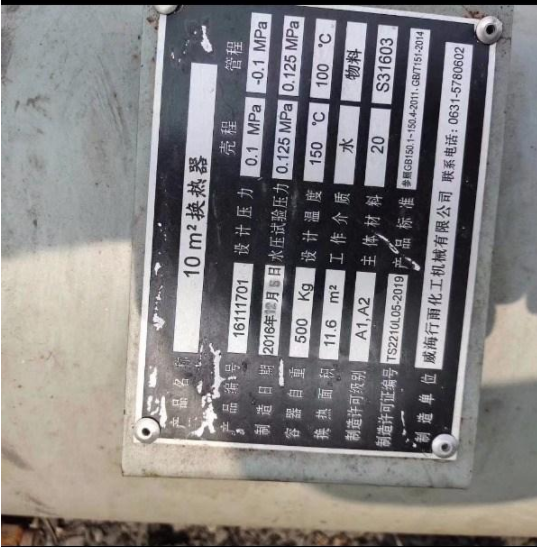 产品名称 10 m² 换热器
壳程 管程
产品编号 16111701 设计压力 0.1 MPa -0.1 MPa
制造日期 2016年12月5日 水压试验压力 0.125 MPa 0.125 MPa
容器自重 500 Kg 设计温度 150 ℃ 100 ℃
换热面积 11.6 m² 工作介质 水 物料
制造许可级别 A1,A2 主体材料 20 S31603
制造许可证编号 TS2210L05-2019 产品标准 参照GB150.1~150.4-2011、GB/T151-2014
制造单位 威海行雨化工机械有限公司 联系电话：0631-5780602